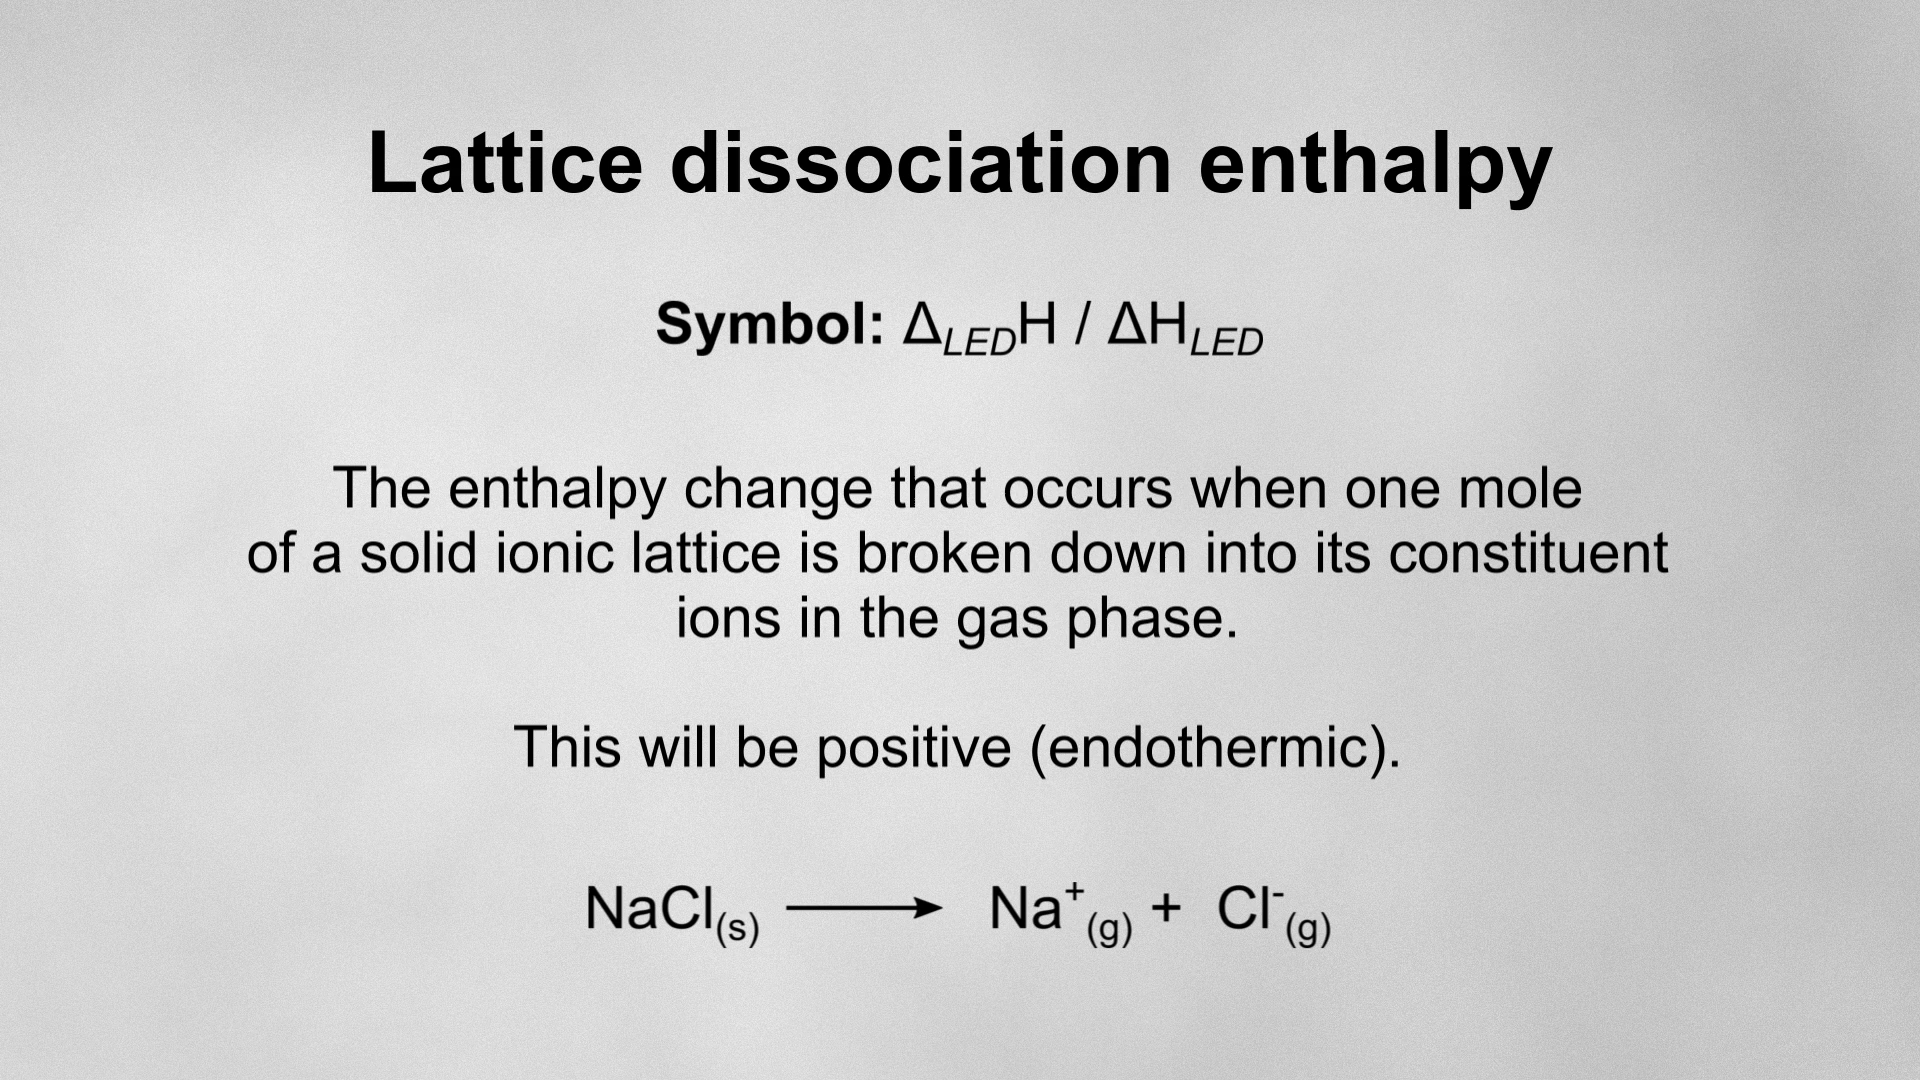 Lattice dissociation enthalpy
Symbol: Δ_LED H / ΔH_LED
The enthalpy change that occurs when one mole
of a solid ionic lattice is broken down into its constituent
ions in the gas phase.
This will be positive (endothermic).
NaCl(s) ⟶ Na⁺(g) + Cl⁻(g)